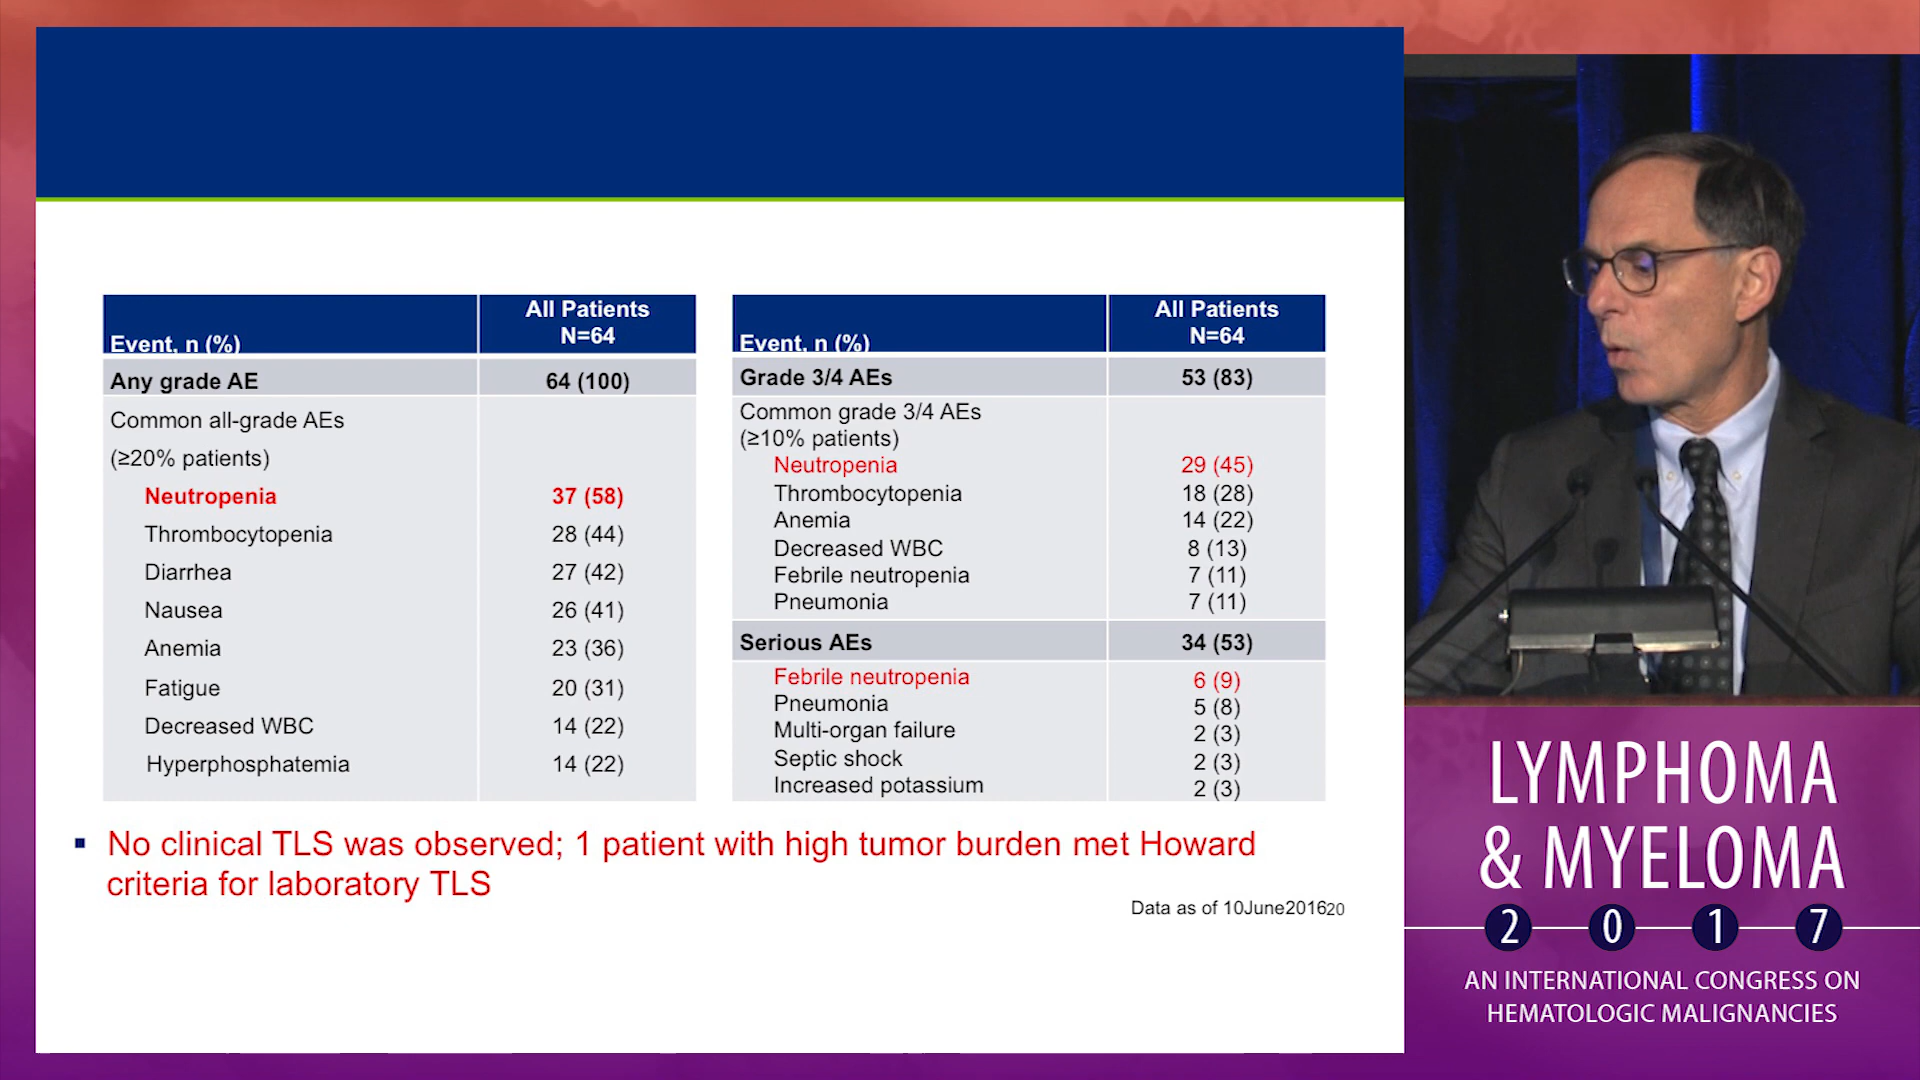 Event, n (%)
All Patients
N=64
Any grade AE 64 (100)
Common all-grade AEs
(≥20% patients)
Neutropenia 37 (58)
Thrombocytopenia 28 (44)
Diarrhea 27 (42)
Nausea 26 (41)
Anemia 23 (36)
Fatigue 20 (31)
Decreased WBC 14 (22)
Hyperphosphatemia 14 (22)
Event, n (%)
All Patients
N=64
Grade 3/4 AEs 53 (83)
Common grade 3/4 AEs
(≥10% patients)
Neutropenia 29 (45)
Thrombocytopenia 18 (28)
Anemia 14 (22)
Decreased WBC 8 (13)
Febrile neutropenia 7 (11)
Pneumonia 7 (11)
Serious AEs 34 (53)
Febrile neutropenia 6 (9)
Pneumonia 5 (8)
Multi-organ failure 2 (3)
Septic shock 2 (3)
Increased potassium 2 (3)
▪ No clinical TLS was observed; 1 patient with high tumor burden met Howard
criteria for laboratory TLS
Data as of 10June201620
LYMPHOMA
& MYELOMA
2017
AN INTERNATIONAL CONGRESS ON
HEMATOLOGIC MALIGNANCIES